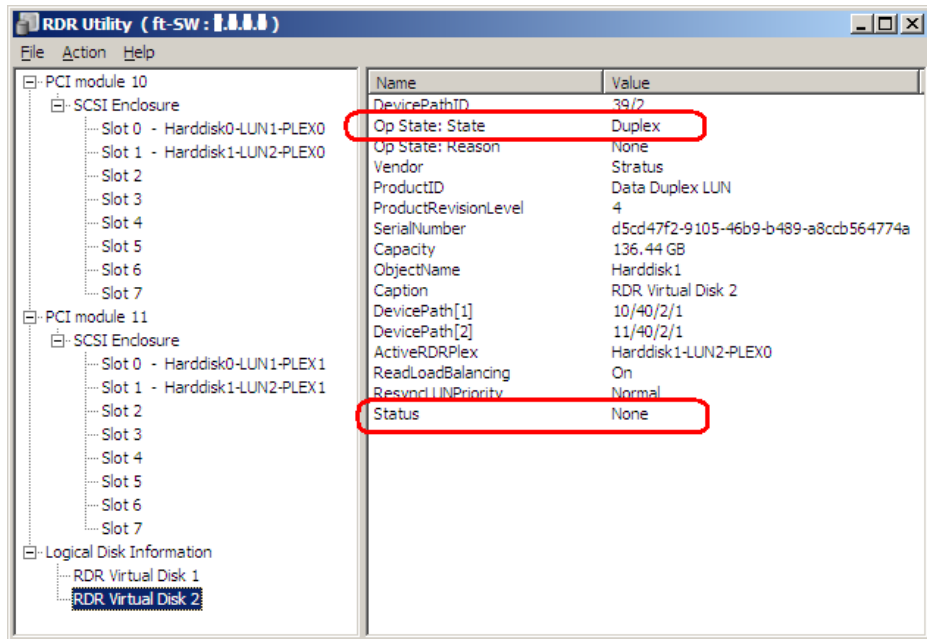 RDR Utility ( ft-SW : )
File Action Help
PCI module 10
SCSI Enclosure
Slot 0 - Harddisk0-LUN1-PLEX0
Slot 1 - Harddisk1-LUN2-PLEX0
Slot 2
Slot 3
Slot 4
Slot 5
Slot 6
Slot 7
PCI module 11
SCSI Enclosure
Slot 0 - Harddisk0-LUN1-PLEX1
Slot 1 - Harddisk1-LUN2-PLEX1
Slot 2
Slot 3
Slot 4
Slot 5
Slot 6
Slot 7
Logical Disk Information
RDR Virtual Disk 1
RDR Virtual Disk 2
Name Value
DevicePathID 39/2
Op State: State Duplex
Op State: Reason None
Vendor Stratus
ProductID Data Duplex LUN
ProductRevisionLevel 4
SerialNumber d5cd47f2-9105-46b9-b489-a8ccb564774a
Capacity 136.44 GB
ObjectName Harddisk1
Caption RDR Virtual Disk 2
DevicePath[1] 10/40/2/1
DevicePath[2] 11/40/2/1
ActiveRDRPlex Harddisk1-LUN2-PLEX0
ReadLoadBalancing On
ResyncLUNPriority Normal
Status None